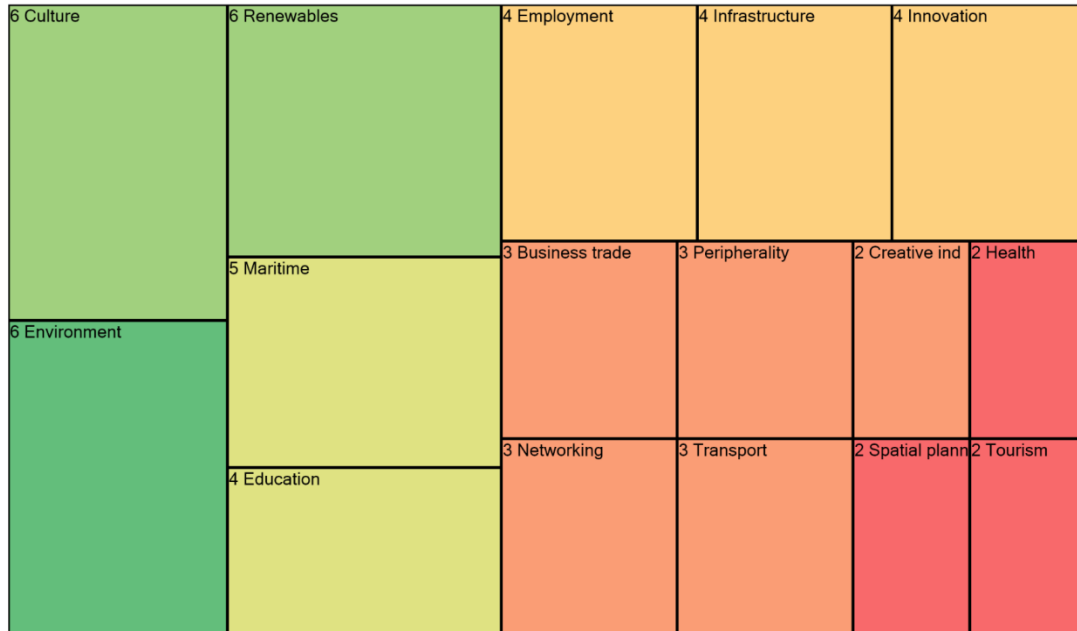 6 Culture
6 Renewables
4 Employment
4 Infrastructure
4 Innovation
5 Maritime
3 Business trade
3 Peripherality
2 Creative ind
2 Health
6 Environment
4 Education
3 Networking
3 Transport
2 Spatial plann
2 Tourism